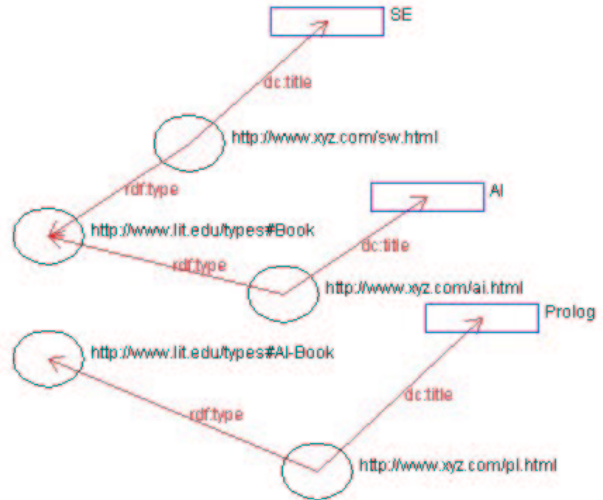 SE
dc:title
http://www.xyz.com/sw.html
rdf:type
AI
http://www.lit.edu/types#Book
dc:title
rdf:type
http://www.xyz.com/ai.html
Prolog
http://www.lit.edu/types#AI-Book
dc:title
rdf:type
http://www.xyz.com/pl.html